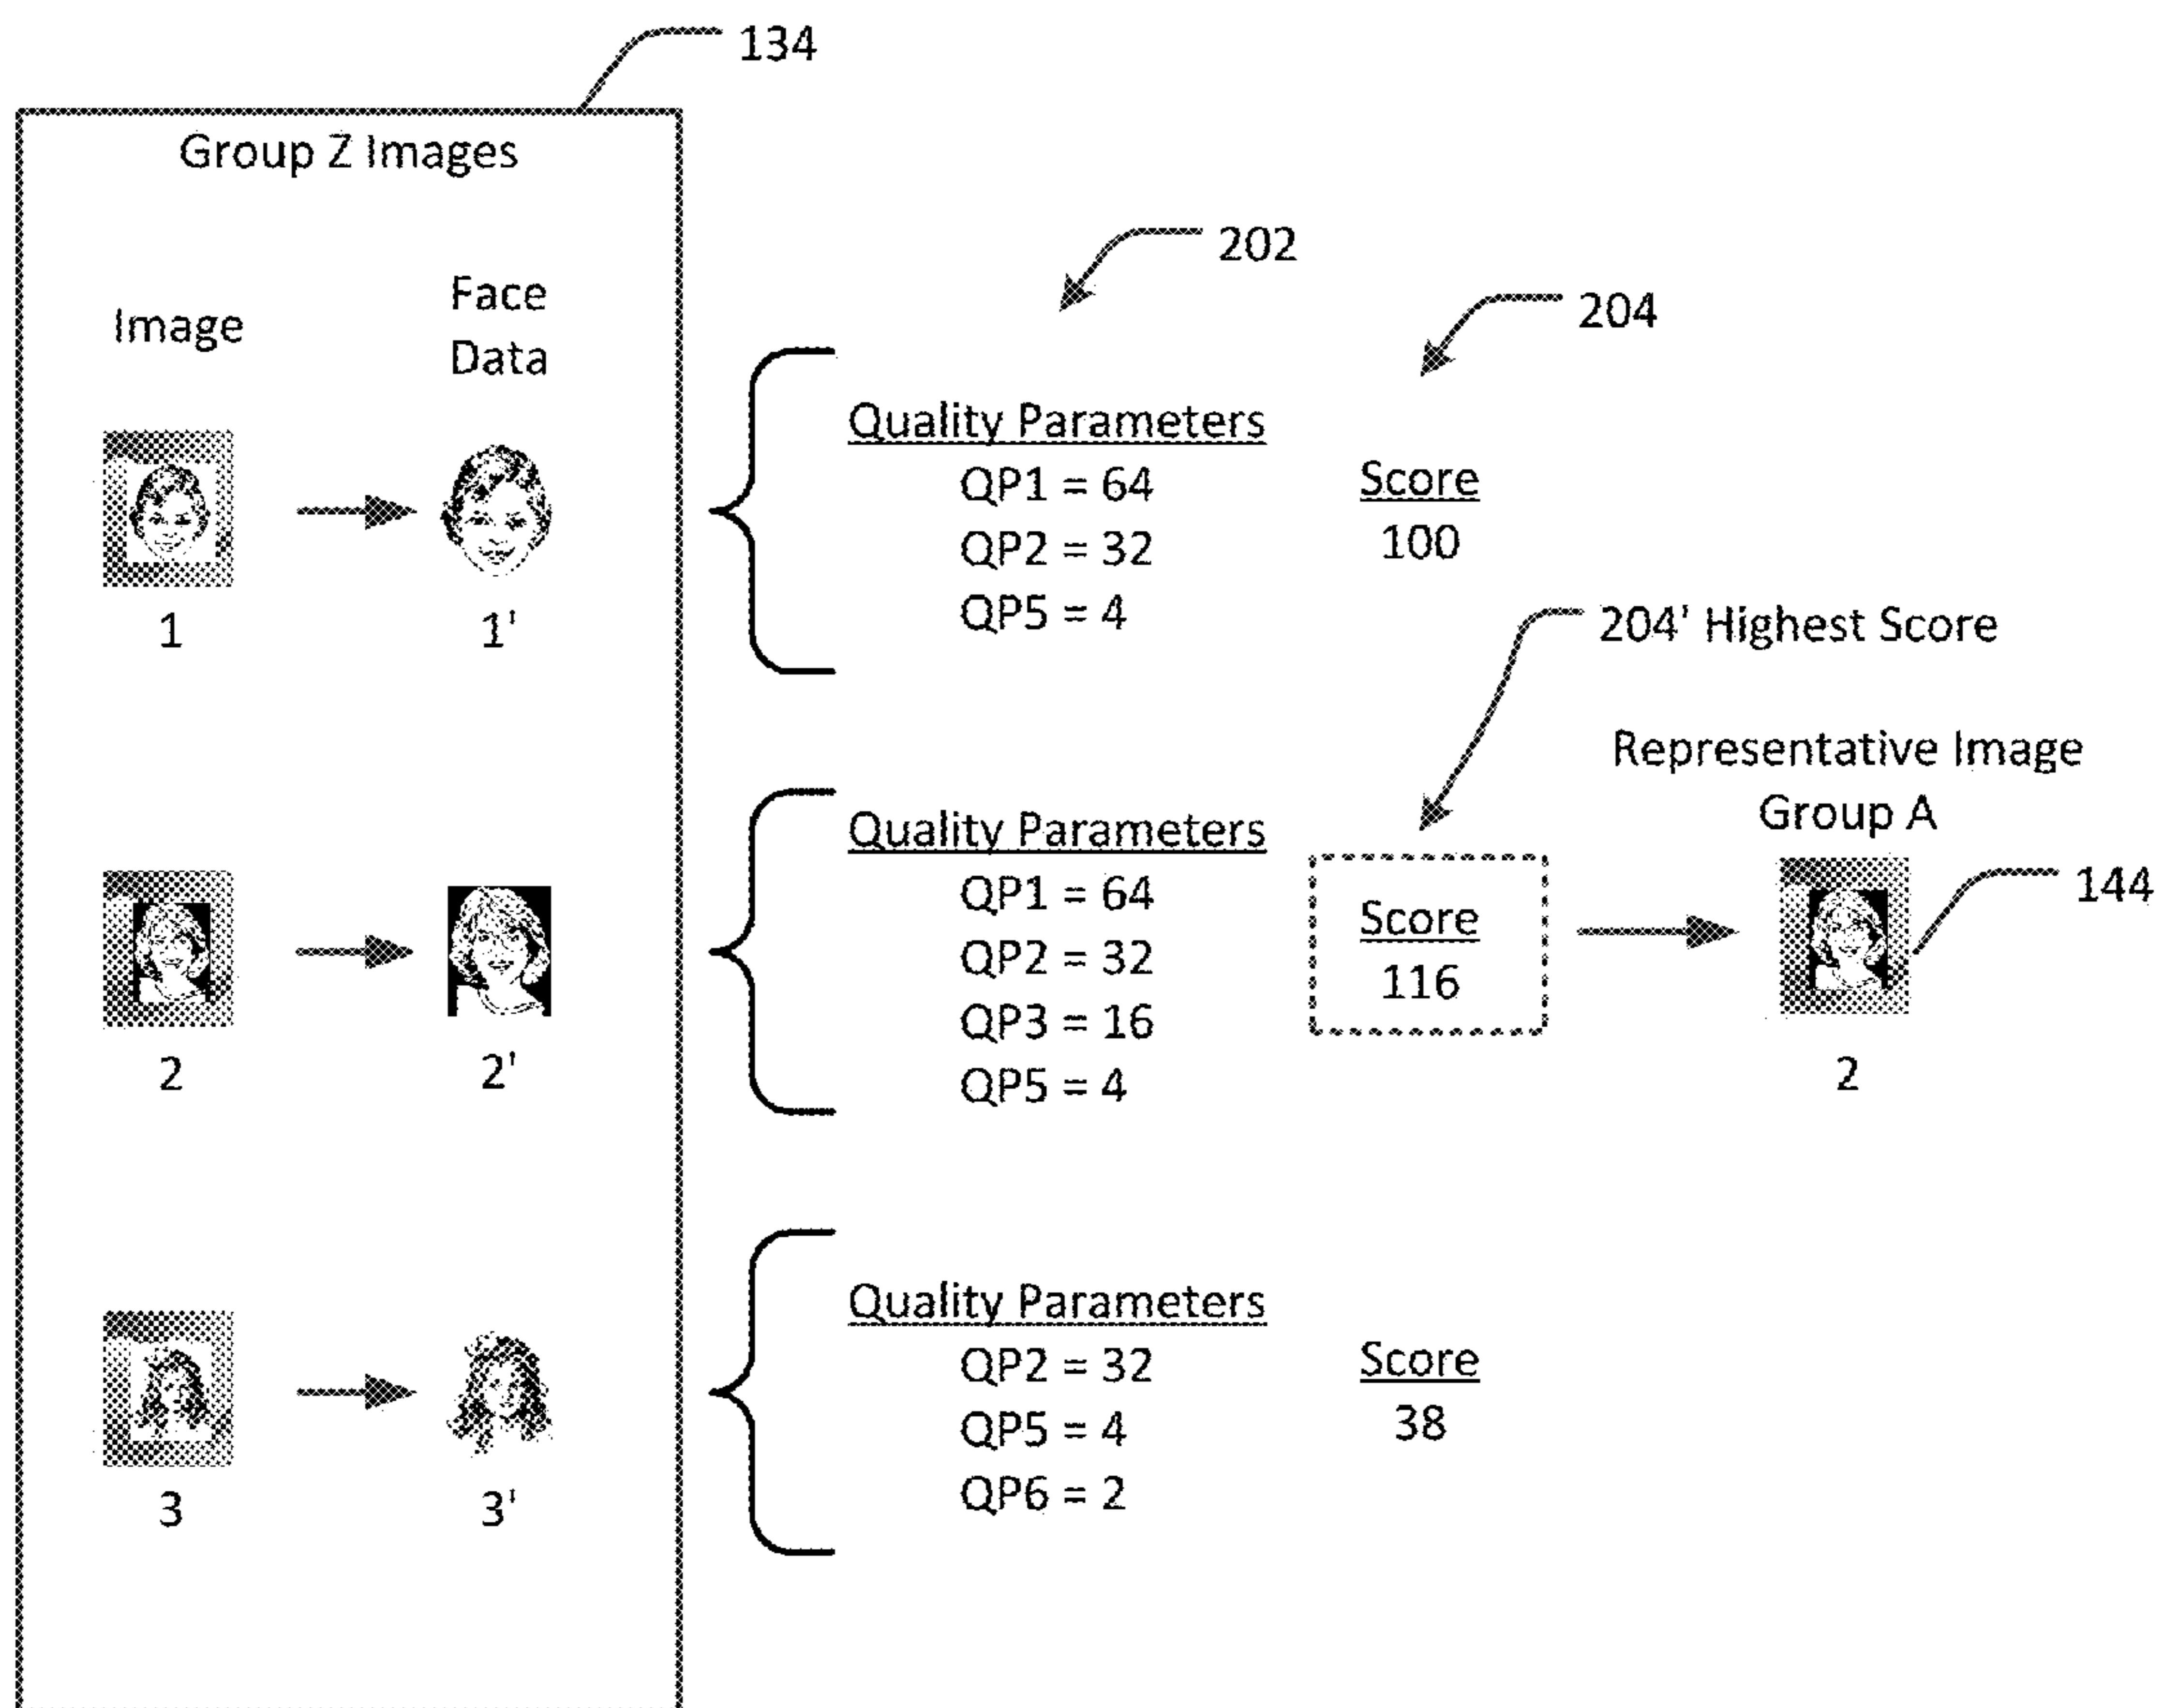 134
Group Z Images
202
204
Image
Face
Data
Quality Parameters
QP1 = 64
QP2 = 32
QP5 = 4
Score
100
1
1'
204' Highest Score
Representative Image
Group A
144
Quality Parameters
QP1 = 64
QP2 = 32
QP3 = 16
QP5 = 4
Score
116
2
2'
2
Quality Parameters
QP2 = 32
QP5 = 4
QP6 = 2
Score
38
3
3'